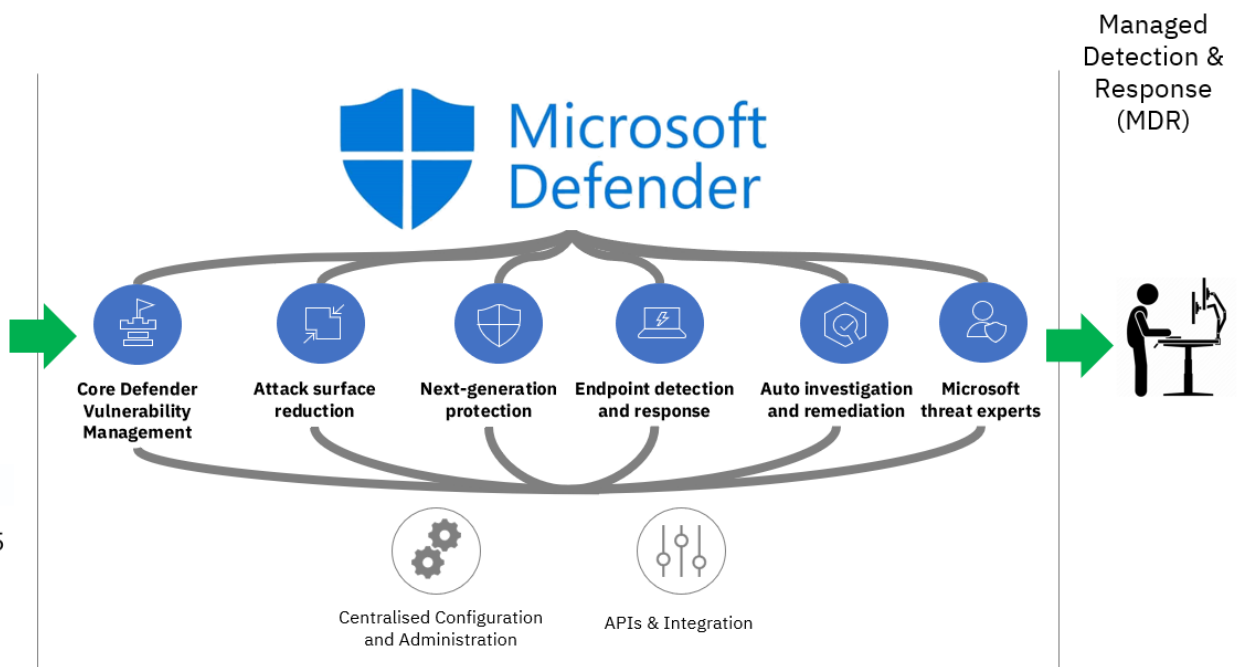 Managed
Detection &
Response
(MDR)
Microsoft
Defender
Core Defender
Vulnerability
Management
Attack surface
reduction
Next-generation
protection
Endpoint detection
and response
Auto investigation
and remediation
Microsoft
threat experts
Centralised Configuration
and Administration
APIs & Integration